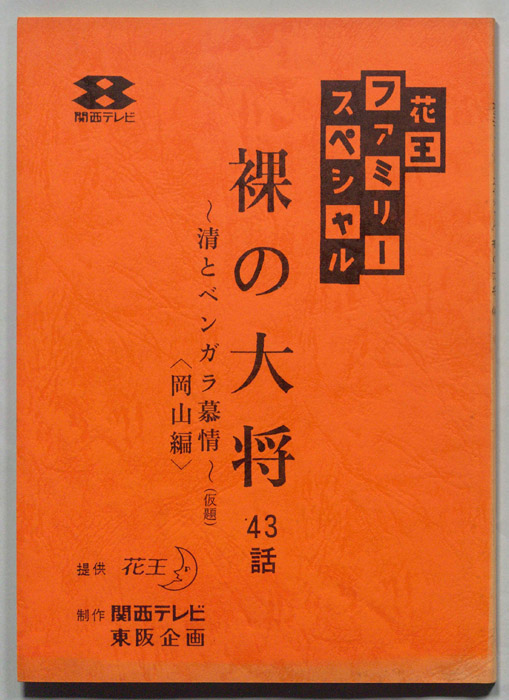 花王
ファミリー
スペシャル
関西テレビ
裸の大将 43話
〜清とベンガラ慕情〜(仮題)
〈岡山編〉
提供 花王
制作 関西テレビ
東阪企画